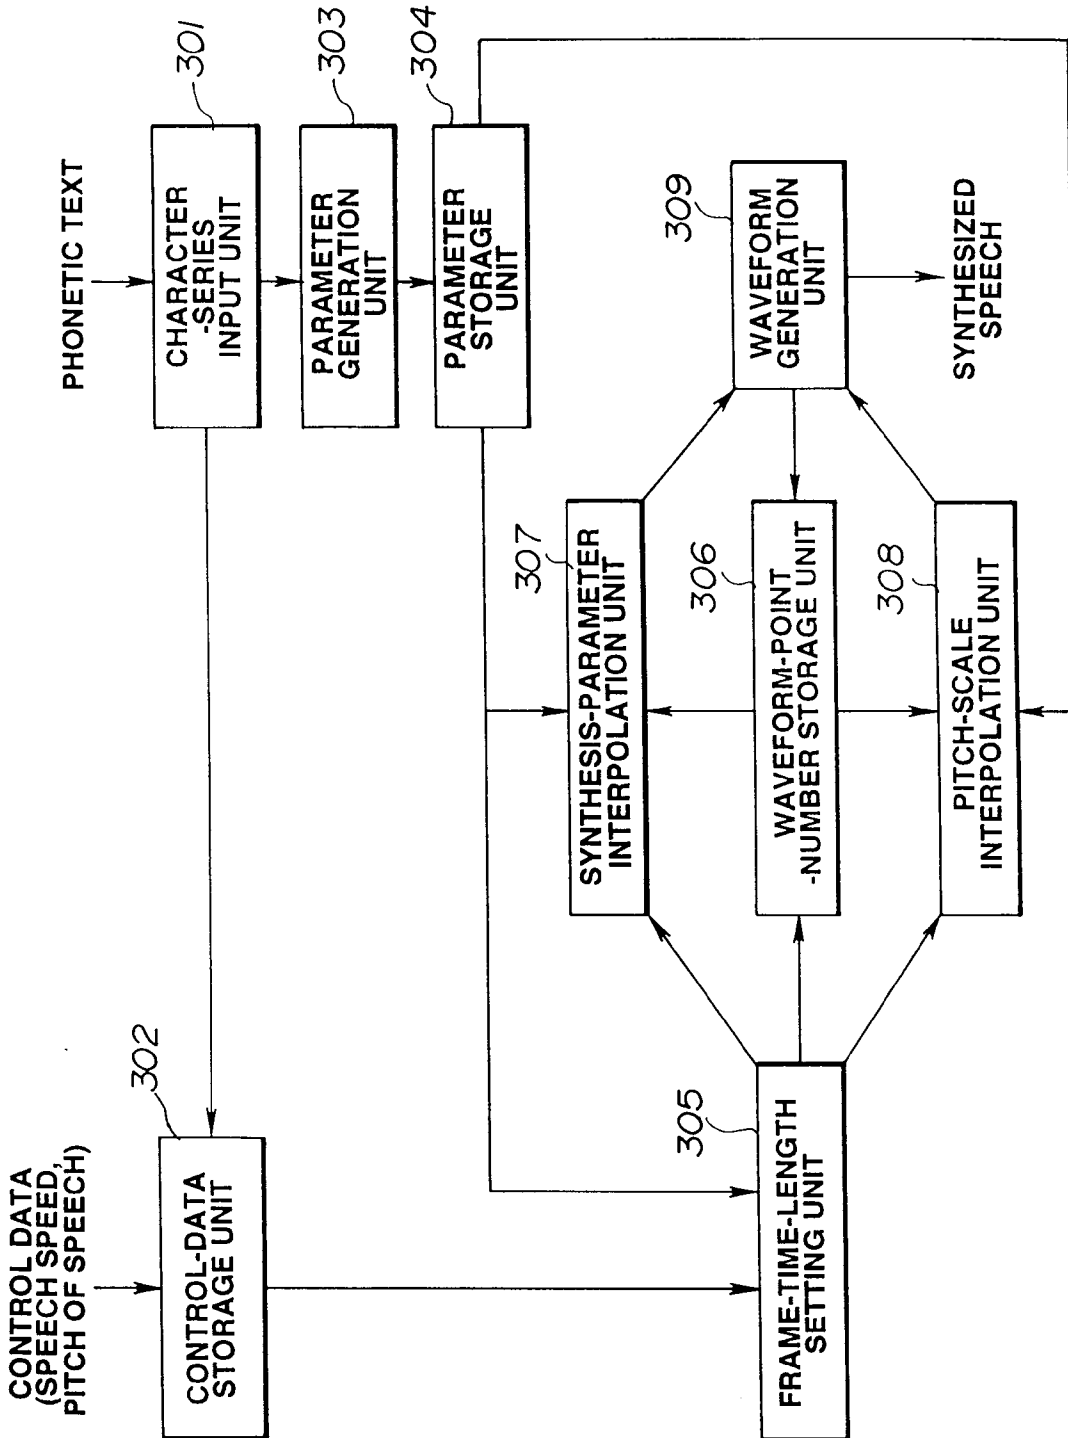 CONTROL DATA
(SPEECH SPEED,
PITCH OF SPEECH)
302
CONTROL-DATA
STORAGE UNIT
PHONETIC TEXT
301
CHARACTER
-SERIES
INPUT UNIT
303
PARAMETER
GENERATION
UNIT
304
PARAMETER
STORAGE
UNIT
305
FRAME-TIME-LENGTH
SETTING UNIT
307
SYNTHESIS-PARAMETER
INTERPOLATION UNIT
306
WAVEFORM-POINT
-NUMBER STORAGE UNIT
308
PITCH-SCALE
INTERPOLATION UNIT
309
WAVEFORM
GENERATION
UNIT
SYNTHESIZED
SPEECH